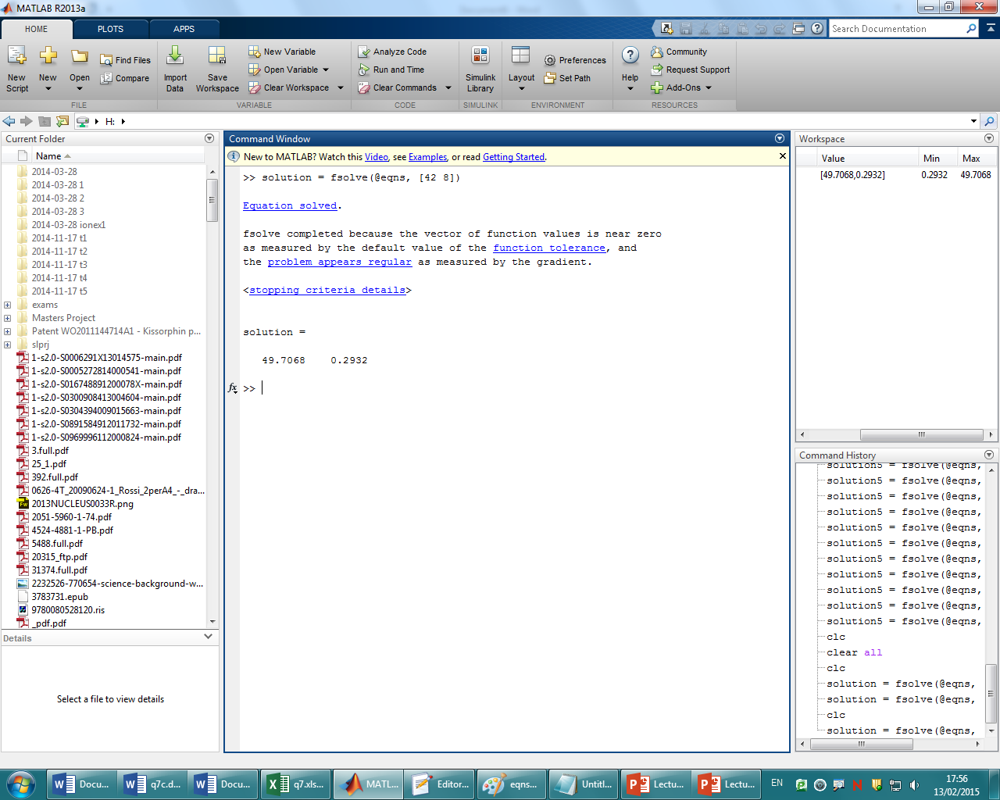 MATLAB R2013a
HOME
PLOTS
APPS
Search Documentation
New Script
New
Open
Find Files
Compare
FILE
Import Data
Save Workspace
New Variable
Open Variable
Clear Workspace
VARIABLE
Analyze Code
Run and Time
Clear Commands
CODE
Simulink Library
SIMULINK
Layout
Preferences
Set Path
ENVIRONMENT
Help
Community
Request Support
Add-Ons
RESOURCES
H:
Current Folder
Name
2014-03-28
2014-03-28 1
2014-03-28 2
2014-03-28 3
2014-03-28 ionex1
2014-11-17 t1
2014-11-17 t2
2014-11-17 t3
2014-11-17 t4
2014-11-17 t5
exams
Masters Project
Patent WO2011144714A1 - Kissorphin p...
slprj
1-s2.0-S0006291X13014575-main.pdf
1-s2.0-S0005272814000541-main.pdf
1-s2.0-S016748891200078X-main.pdf
1-s2.0-S0300908413004604-main.pdf
1-s2.0-S0304394009015663-main.pdf
1-s2.0-S0891584912011732-main.pdf
1-s2.0-S0969996112000824-main.pdf
3.full.pdf
25_1.pdf
392.full.pdf
0626-4T_20090624-1_Rossi_2perA4_-_dra...
2013NUCLEUS0033R.png
2051-5960-1-74.pdf
4524-4881-1-PB.pdf
5488.full.pdf
20315_ftp.pdf
31374.full.pdf
2232526-770654-science-background-w...
3783731.epub
9780080528120.ris
_pdf.pdf
Details
Select a file to view details
Command Window
New to MATLAB? Watch this Video, see Examples, or read Getting Started.
>> solution = fsolve(@eqns, [42 8])
Equation solved.
fsolve completed because the vector of function values is near zero
as measured by the default value of the function tolerance, and
the problem appears regular as measured by the gradient.
<stopping criteria details>
solution =
49.7068 0.2932
fx >>
Workspace
Value Min Max
[49.7068,0.2932] 0.2932 49.7068
Command History
solution5 = fsolve(@eqns,
solution5 = fsolve(@eqns,
solution5 = fsolve(@eqns,
solution5 = fsolve(@eqns,
solution5 = fsolve(@eqns,
solution5 = fsolve(@eqns,
solution5 = fsolve(@eqns,
solution5 = fsolve(@eqns,
solution5 = fsolve(@eqns,
solution5 = fsolve(@eqns,
solution5 = fsolve(@eqns,
clc
clear all
clc
solution = fsolve(@eqns,
solution = fsolve(@eqns,
clc
solution = fsolve(@eqns,
Docu...
q7c.d...
Docu...
q7.xls...
MATL...
Editor...
eqns...
Untitl...
Lectu...
Lectu...
EN
17:56
13/02/2015